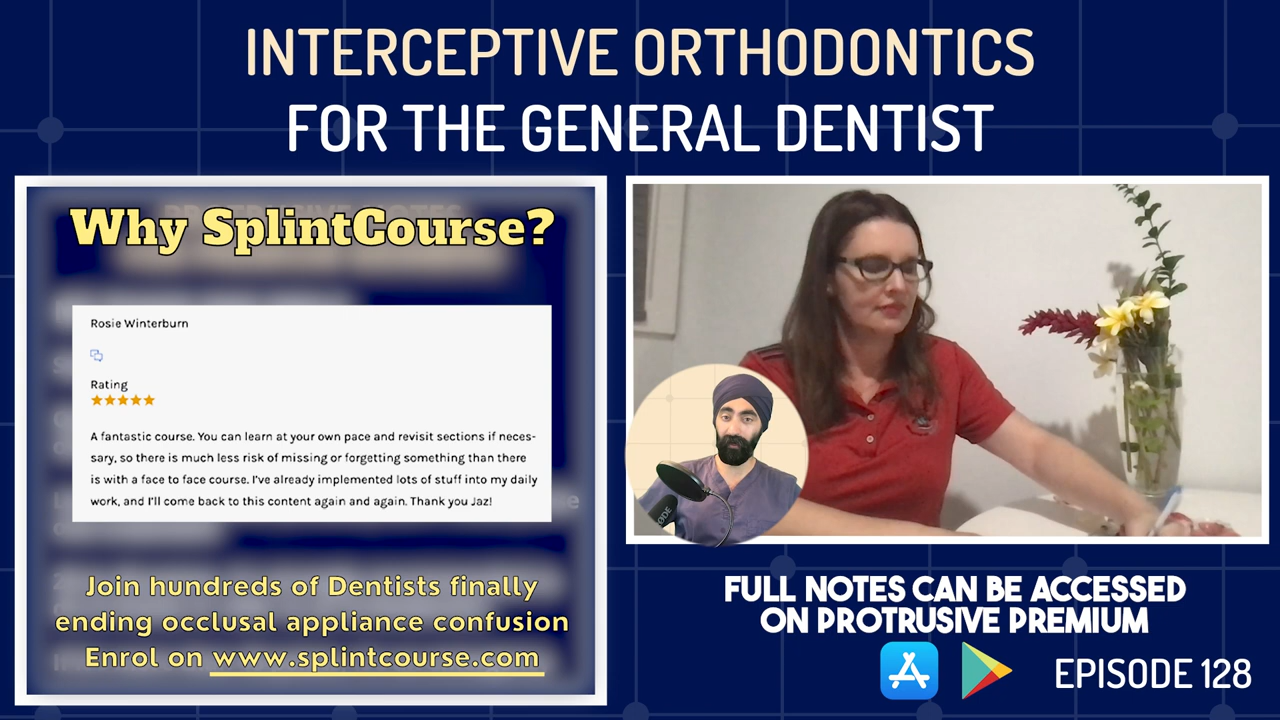 INTERCEPTIVE ORTHODONTICS
FOR THE GENERAL DENTIST
Why SplintCourse?
Rosie Winterburn
Rating
A fantastic course. You can learn at your own pace and revisit sections if neces-
sary, so there is much less risk of missing or forgetting something than there
is with a face to face course. I've already implemented lots of stuff into my daily
work, and I'll come back to this content again and again. Thank you Jaz!
Join hundreds of Dentists finally
ending occlusal appliance confusion
Enrol on www.splintcourse.com
RØDE
FULL NOTES CAN BE ACCESSED
ON PROTRUSIVE PREMIUM
EPISODE 128